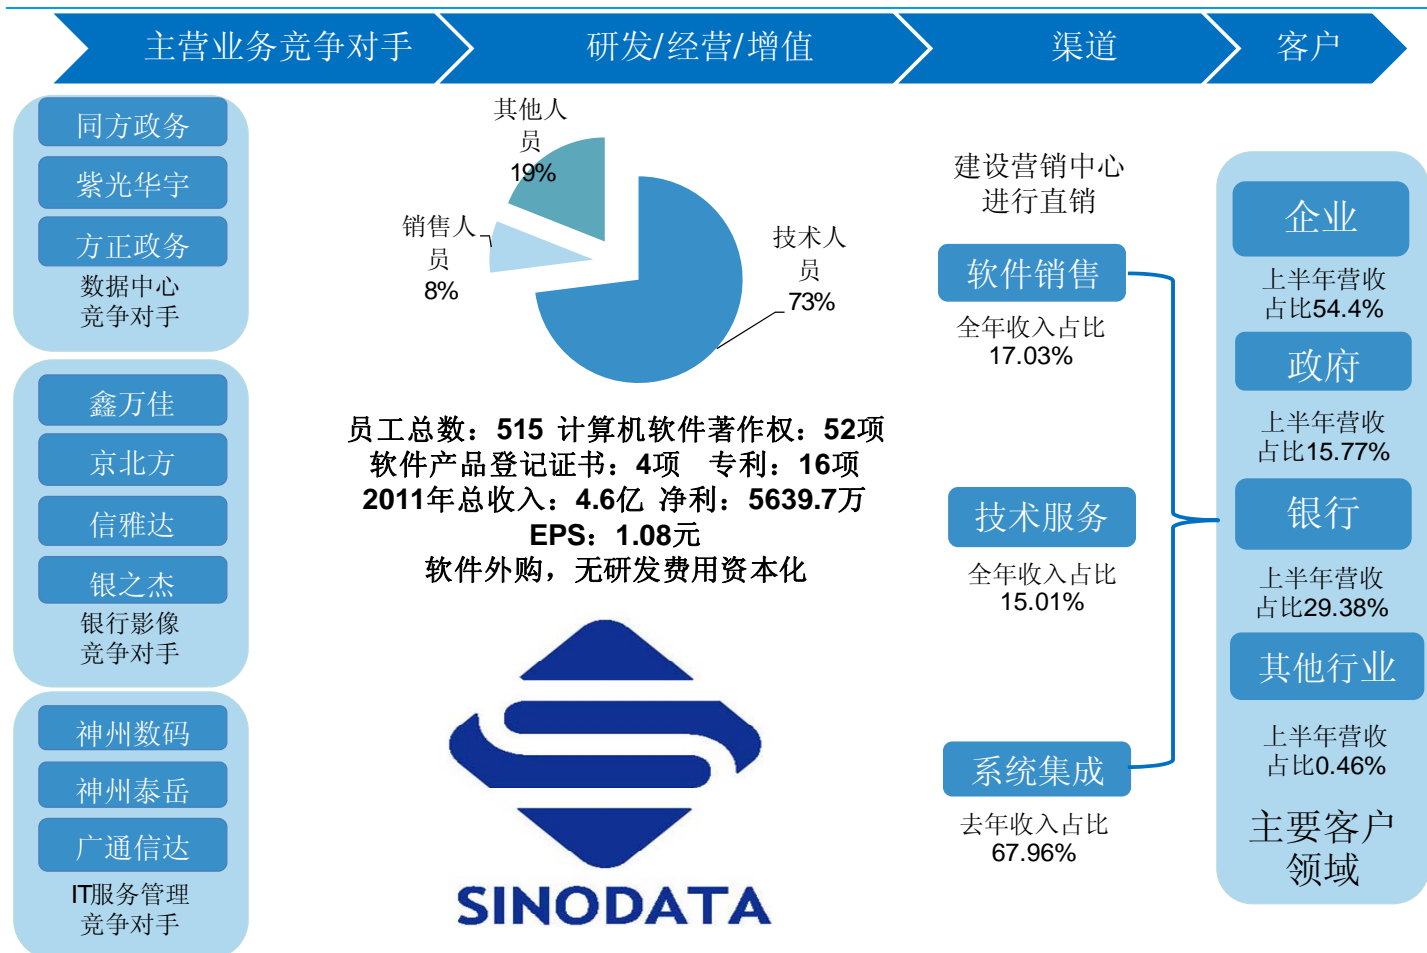 主营业务竞争对手
研发/经营/增值
渠道
客户
同方政务
紫光华宇
方正政务
数据中心
竞争对手
鑫万佳
京北方
信雅达
银之杰
银行影像
竞争对手
神州数码
神州泰岳
广通信达
IT服务管理
竞争对手
其他人
员
19%
销售人
员
8%
技术人
员
73%
员工总数：515 计算机软件著作权：52项
软件产品登记证书：4项 专利：16项
2011年总收入：4.6亿 净利：5639.7万
EPS：1.08元
软件外购，无研发费用资本化
SINODATA
建设营销中心
进行直销
软件销售
全年收入占比
17.03%
技术服务
全年收入占比
15.01%
系统集成
去年收入占比
67.96%
企业
上半年营收
占比54.4%
政府
上半年营收
占比15.77%
银行
上半年营收
占比29.38%
其他行业
上半年营收
占比0.46%
主要客户
领域